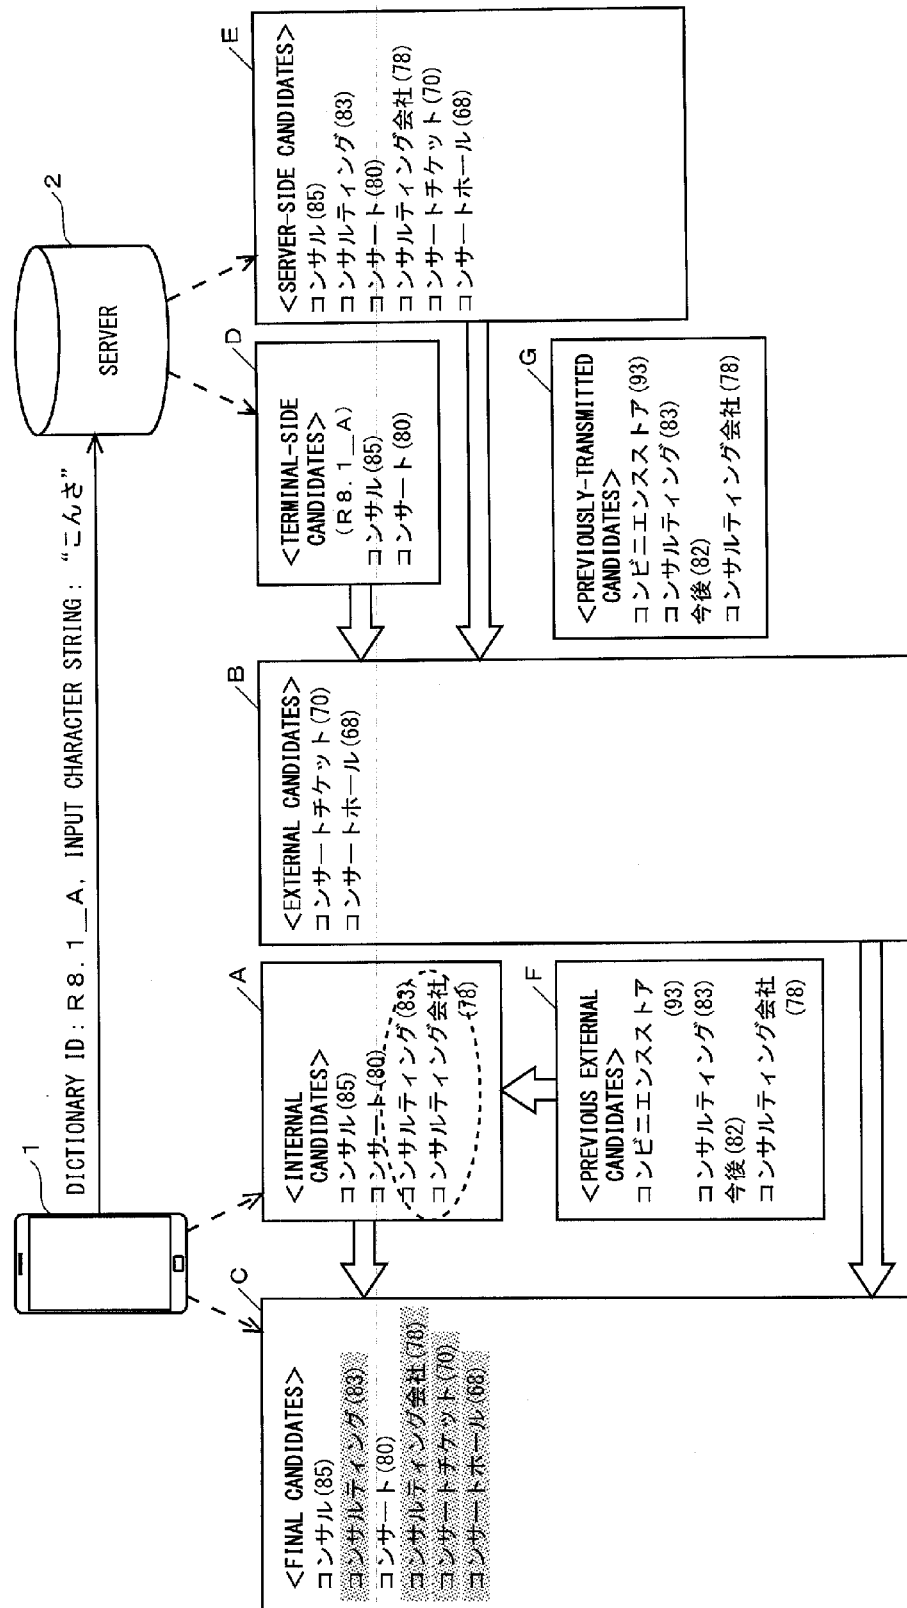 1
DICTIONARY ID: R8.1_A, INPUT CHARACTER STRING: “こんさ”
SERVER
2
C
<FINAL CANDIDATES>
コンサル(85)
コンサルティング(83)
コンサート(80)
コンサルティング会社(78)
コンサートチケット(70)
コンサートホール(68)
A
<INTERNAL
CANDIDATES>
コンサル(85)
コンサート(80)
コンサルティング(83)
コンサルティング会社
(78)
F
<PREVIOUS EXTERNAL
CANDIDATES>
コンビニエンスストア
(93)
コンサルティング(83)
今後(82)
コンサルティング会社
(78)
B
<EXTERNAL CANDIDATES>
コンサートチケット(70)
コンサートホール(68)
D
<TERMINAL-SIDE
CANDIDATES>
(R8.1_A)
コンサル(85)
コンサート(80)
G
<PREVIOUSLY-TRANSMITTED
CANDIDATES>
コンビニエンスストア(93)
コンサルティング(83)
今後(82)
コンサルティング会社(78)
E
<SERVER-SIDE CANDIDATES>
コンサル(85)
コンサルティング(83)
コンサート(80)
コンサルティング会社(78)
コンサートチケット(70)
コンサートホール(68)